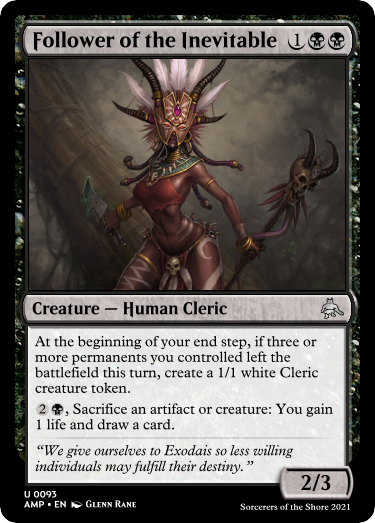 Follower of the Inevitable 1
Creature — Human Cleric
At the beginning of your end step, if three or
more permanents you controlled left the
battlefield this turn, create a 1/1 white Cleric
creature token.
2, Sacrifice an artifact or creature: You gain
1 life and draw a card.
“We give ourselves to Exodais so less willing
individuals may fulfill their destiny.”
2/3
U 0093
AMP • EN Glenn Rane
Sorcerers of the Shore 2021